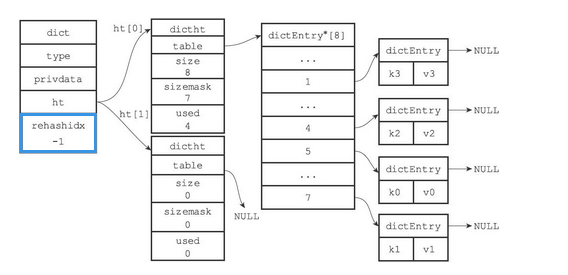 dict
type
privdata
ht
rehashidx
-1
ht[0]
ht[1]
dictht
table
size
8
sizemask
7
used
4
dictht
table
size
0
sizemask
0
used
0
NULL
dictEntry*[8]
...
1
...
4
5
...
7
dictEntry
k3 v3
NULL
dictEntry
k2 v2
NULL
dictEntry
k0 v0
NULL
dictEntry
k1 v1
NULL